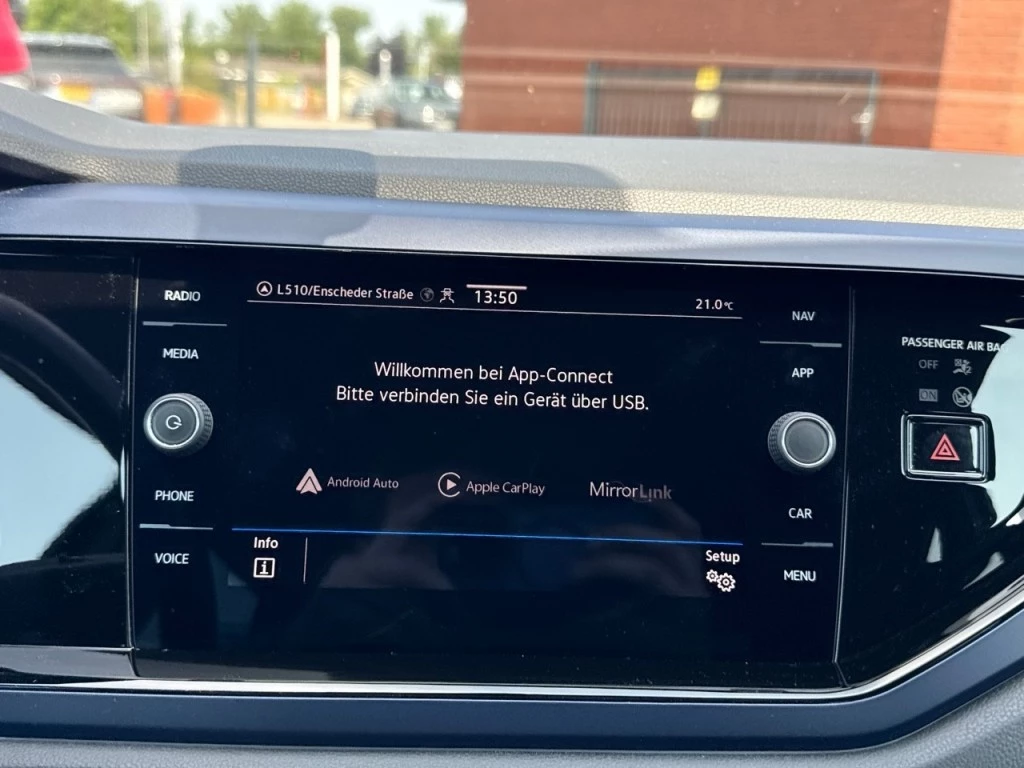 RADIO
MEDIA
PHONE
VOICE
L510/Enscheder Straße
13:50
21.0°C
Willkommen bei App-Connect
Bitte verbinden Sie ein Gerät über USB.
Android Auto
Apple CarPlay
MirrorLink
Info
Setup
NAV
APP
CAR
MENU
PASSENGER AIR BA
OFF
ON